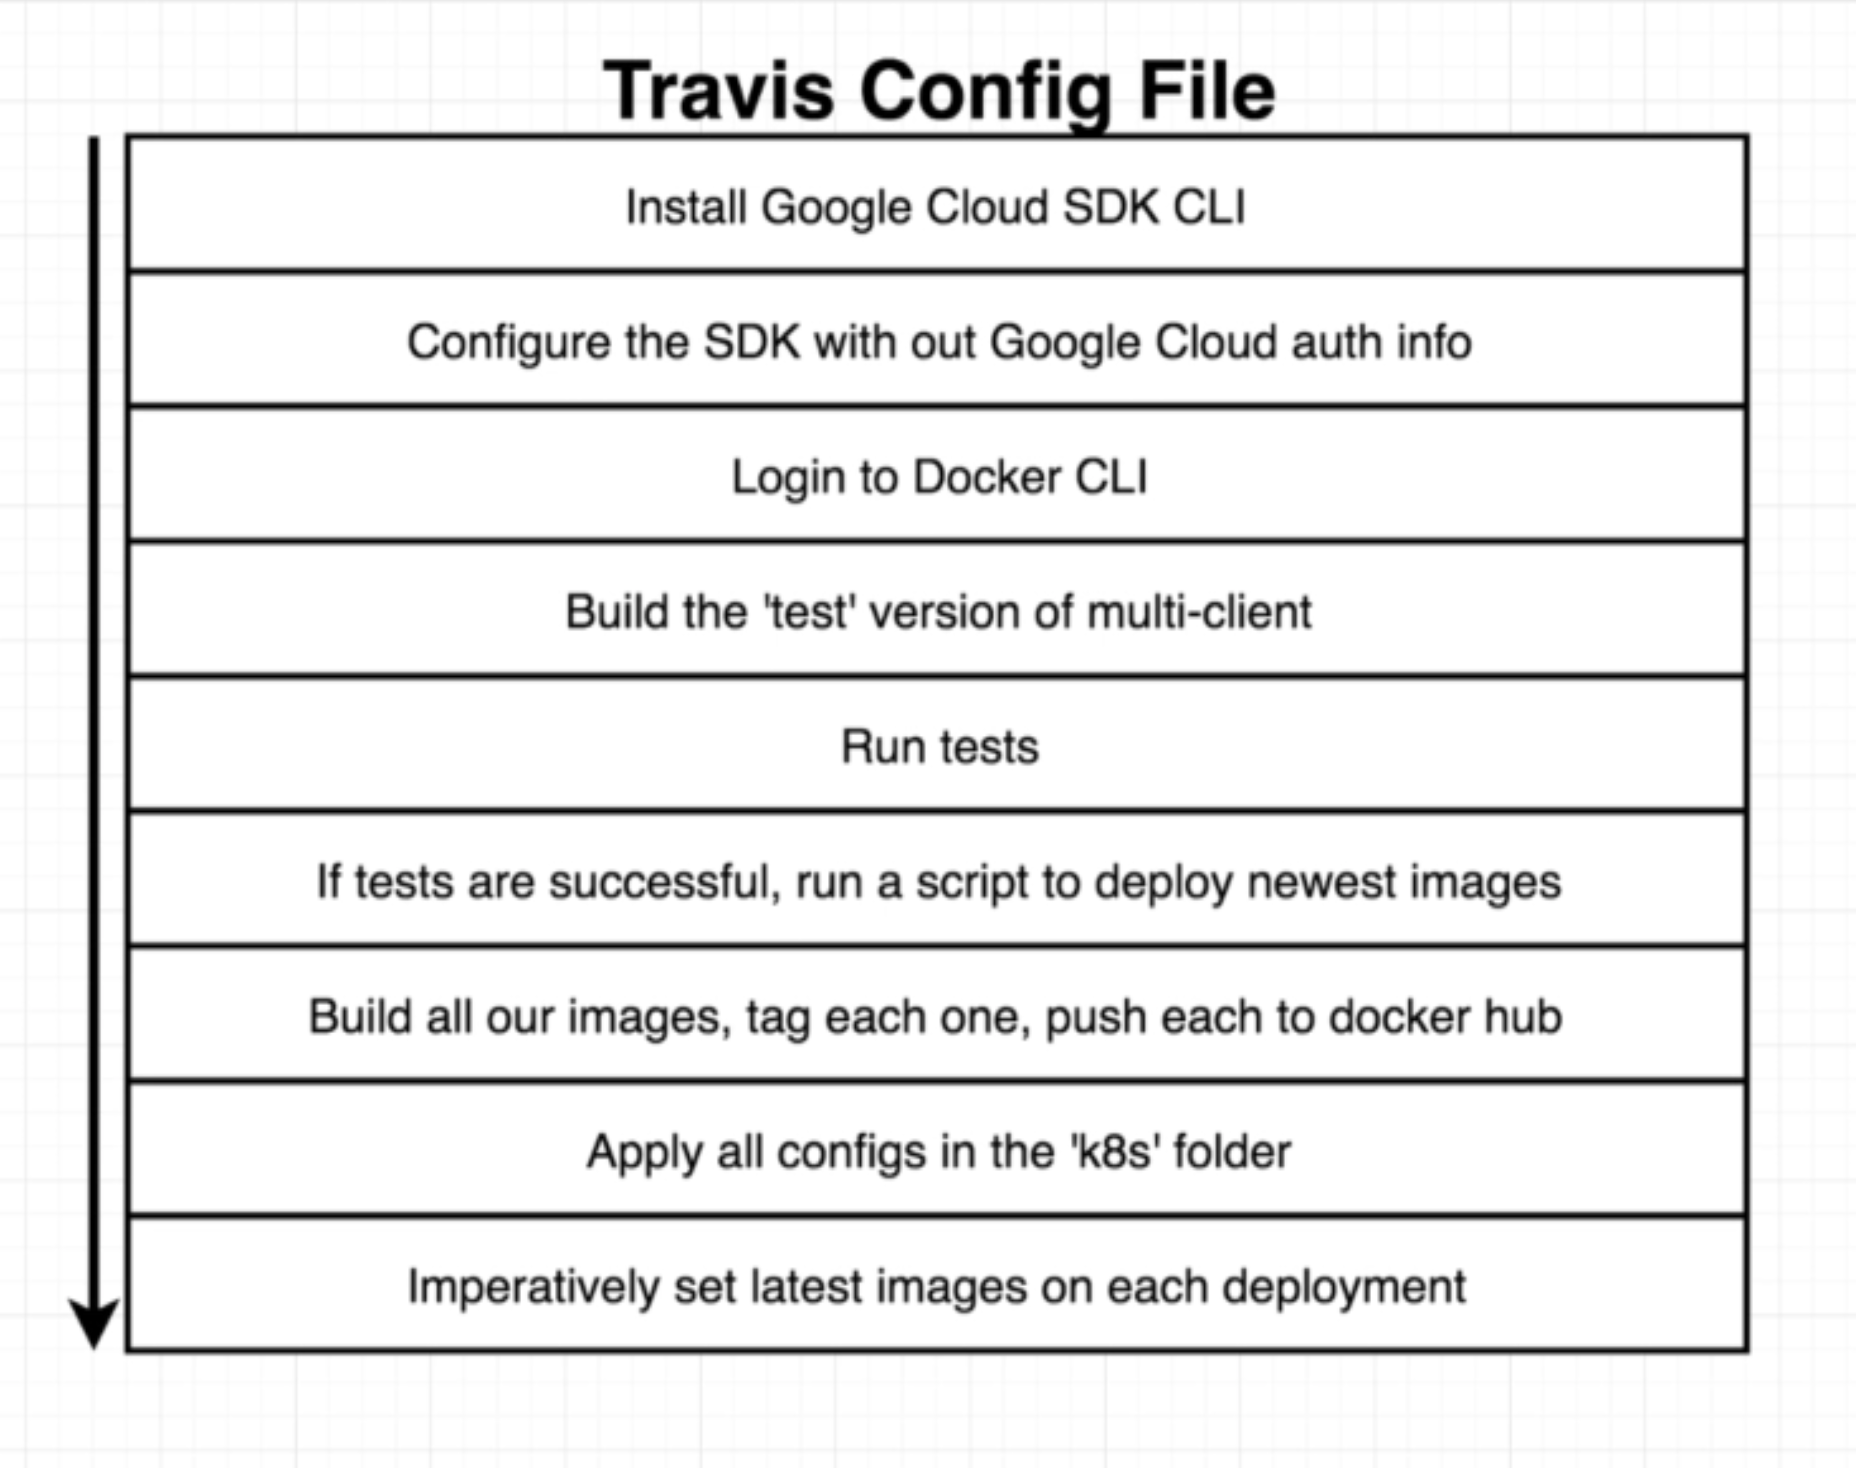 Travis Config File
Install Google Cloud SDK CLI
Configure the SDK with out Google Cloud auth info
Login to Docker CLI
Build the 'test' version of multi-client
Run tests
If tests are successful, run a script to deploy newest images
Build all our images, tag each one, push each to docker hub
Apply all configs in the 'k8s' folder
Imperatively set latest images on each deployment